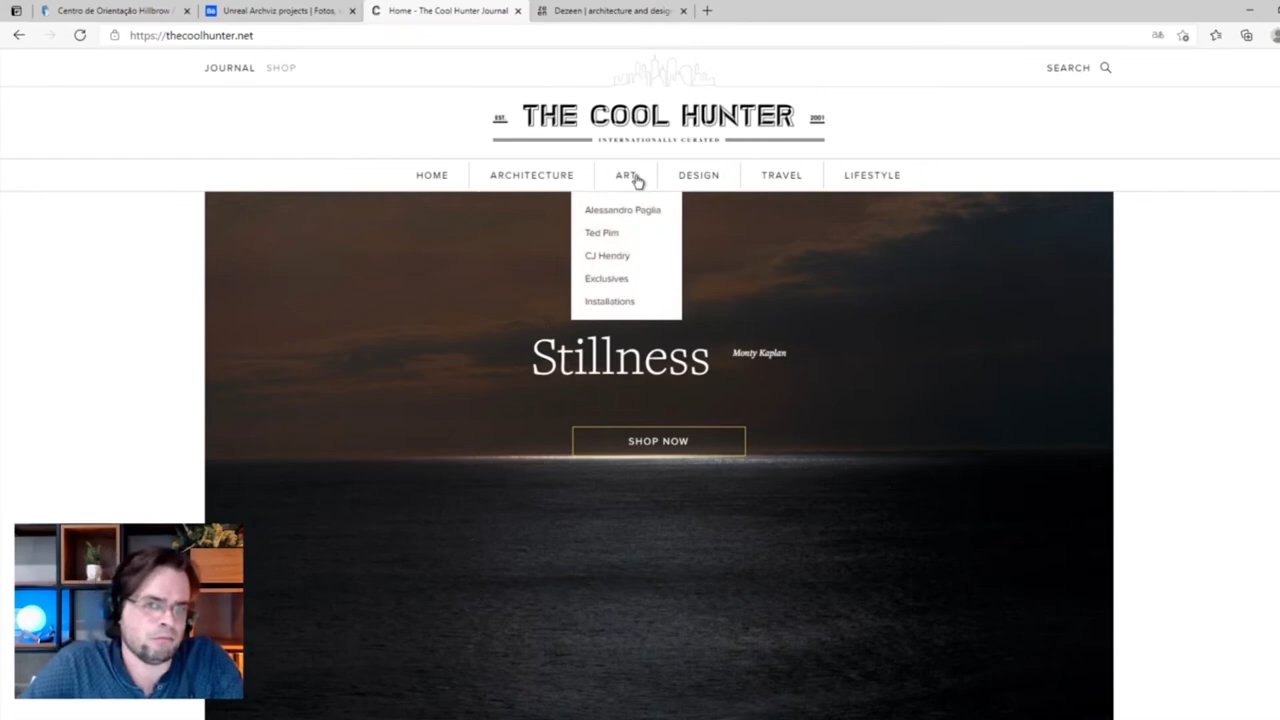 Centro de Orientação Hillbrow /
Unreal Archviz projects | Fotos,
Home - The Cool Hunter Journal
Dezeen | architecture and design
https://thecoolhunter.net
JOURNAL SHOP
SEARCH
EST. THE COOL HUNTER 2001
INTERNATIONALLY CURATED
HOME ARCHITECTURE ART DESIGN TRAVEL LIFESTYLE
Alessandro Paglia
Ted Pim
CJ Hendry
Exclusives
Installations
Stillness Monty Kaplan
SHOP NOW